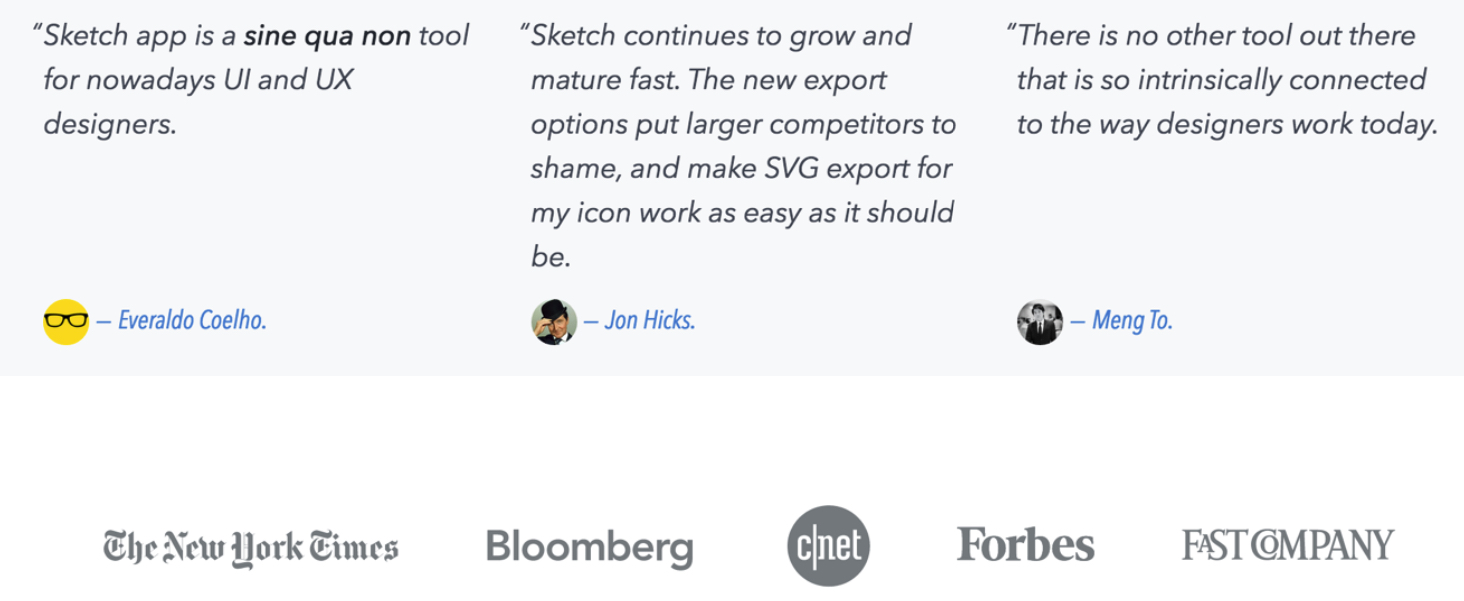 “Sketch app is a sine qua non tool
for nowadays UI and UX
designers.
— Everaldo Coelho.
“Sketch continues to grow and
mature fast. The new export
options put larger competitors to
shame, and make SVG export for
my icon work as easy as it should
be.
— Jon Hicks.
“There is no other tool out there
that is so intrinsically connected
to the way designers work today.
— Meng To.
The New York Times
Bloomberg
c|net
Forbes
FAST COMPANY